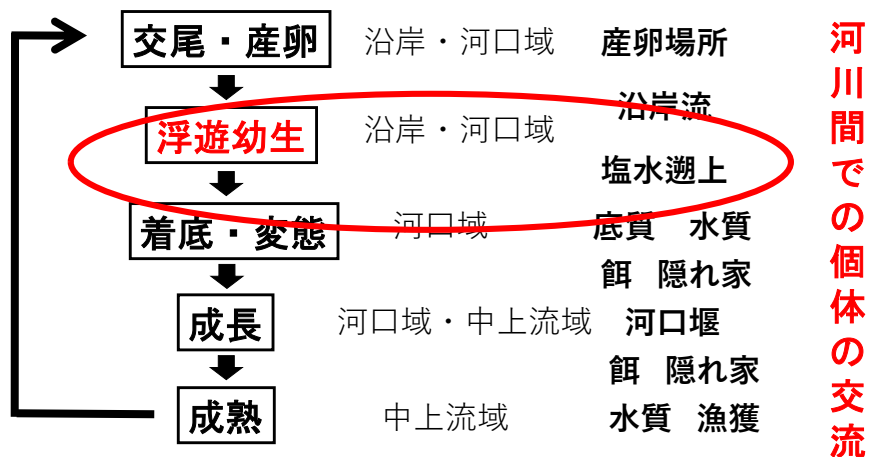 交尾・産卵 沿岸・河口域 産卵場所
沿岸流
浮遊幼生 沿岸・河口域
塩水遡上
着底・変態 河口域 底質 水質
餌 隠れ家
成長 河口域・中上流域 河口堰
餌 隠れ家
成熟 中上流域 水質 漁獲
河川間での個体の交流